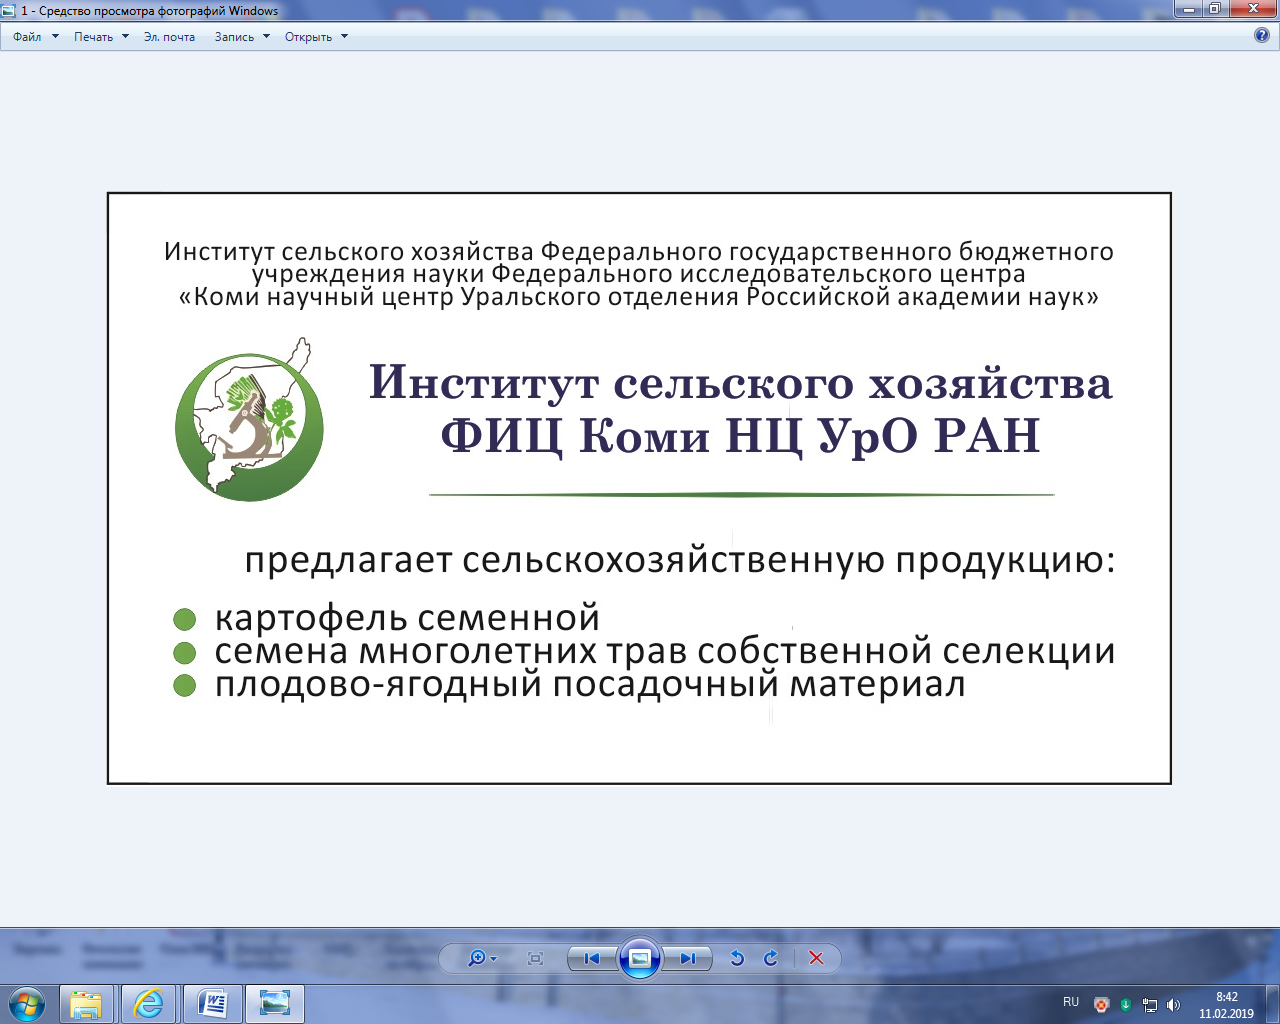 1 - Средство просмотра фотографий Windows
Файл Печать Эл. почта Запись Открыть
Институт сельского хозяйства Федерального государственного бюджетного
учреждения науки Федерального исследовательского центра
«Коми научный центр Уральского отделения Российской академии наук»
Институт сельского хозяйства
ФИЦ Коми НЦ УрО РАН
предлагает сельскохозяйственную продукцию:
картофель семенной
семена многолетних трав собственной селекции
плодово-ягодный посадочный материал
RU
8:42
11.02.2019